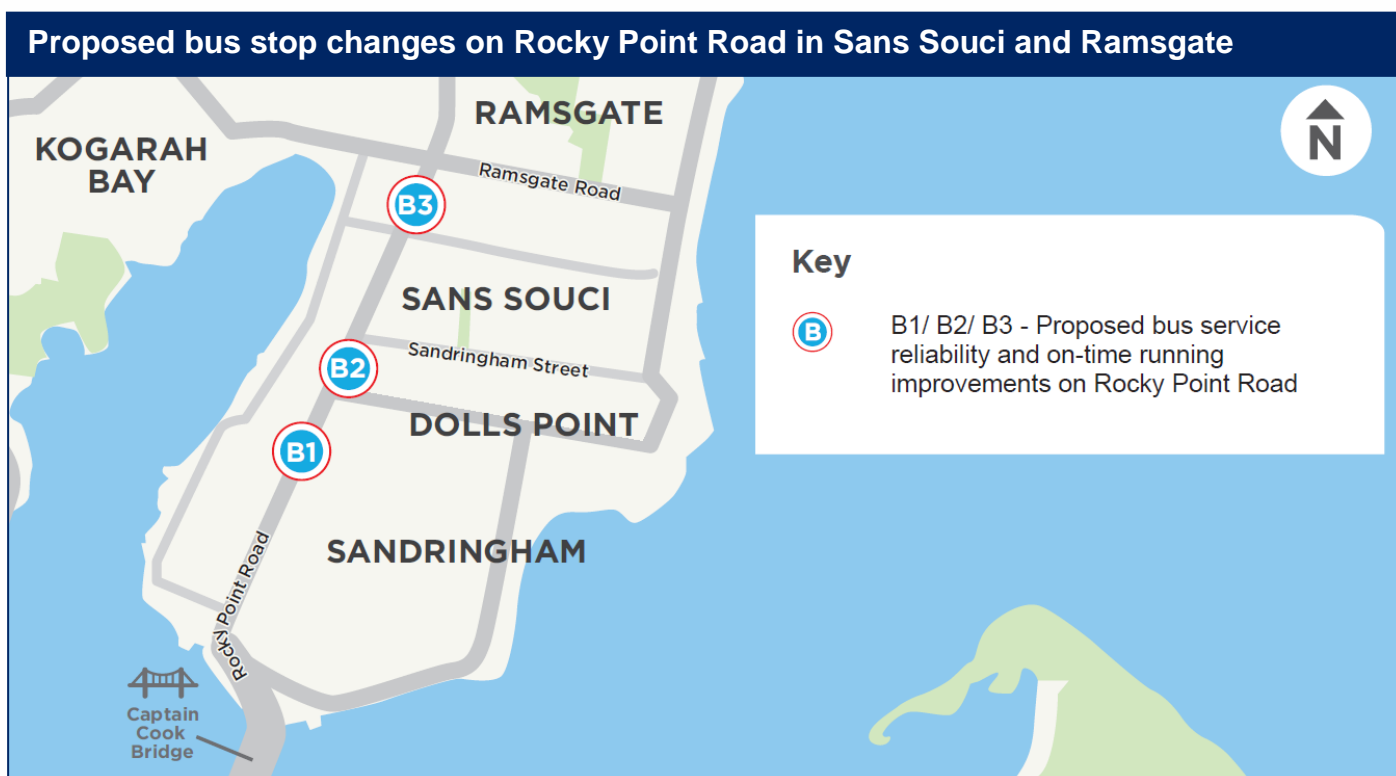 Proposed bus stop changes on Rocky Point Road in Sans Souci and Ramsgate
RAMSGATE
N
KOGARAH
BAY
Ramsgate Road
B3
Key
SANS SOUCI
B
B1/ B2/ B3 - Proposed bus service
reliability and on-time running
improvements on Rocky Point Road
Sandringham Street
B2
DOLLS POINT
B1
SANDRINGHAM
Rocky Point Road
Captain
Cook
Bridge